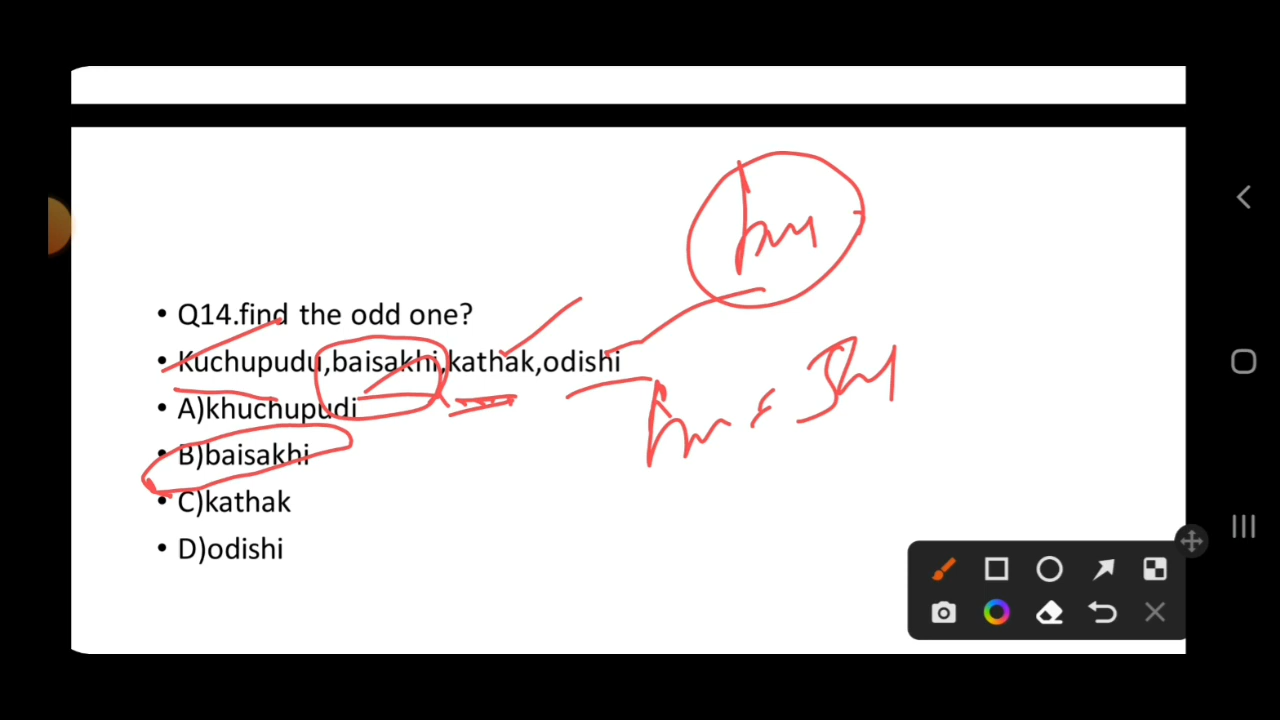 • Q14.find the odd one?
• Kuchupudu,baisakhi,kathak,odishi
• A)khuchupudi
• B)baisakhi
• C)kathak
• D)odishi